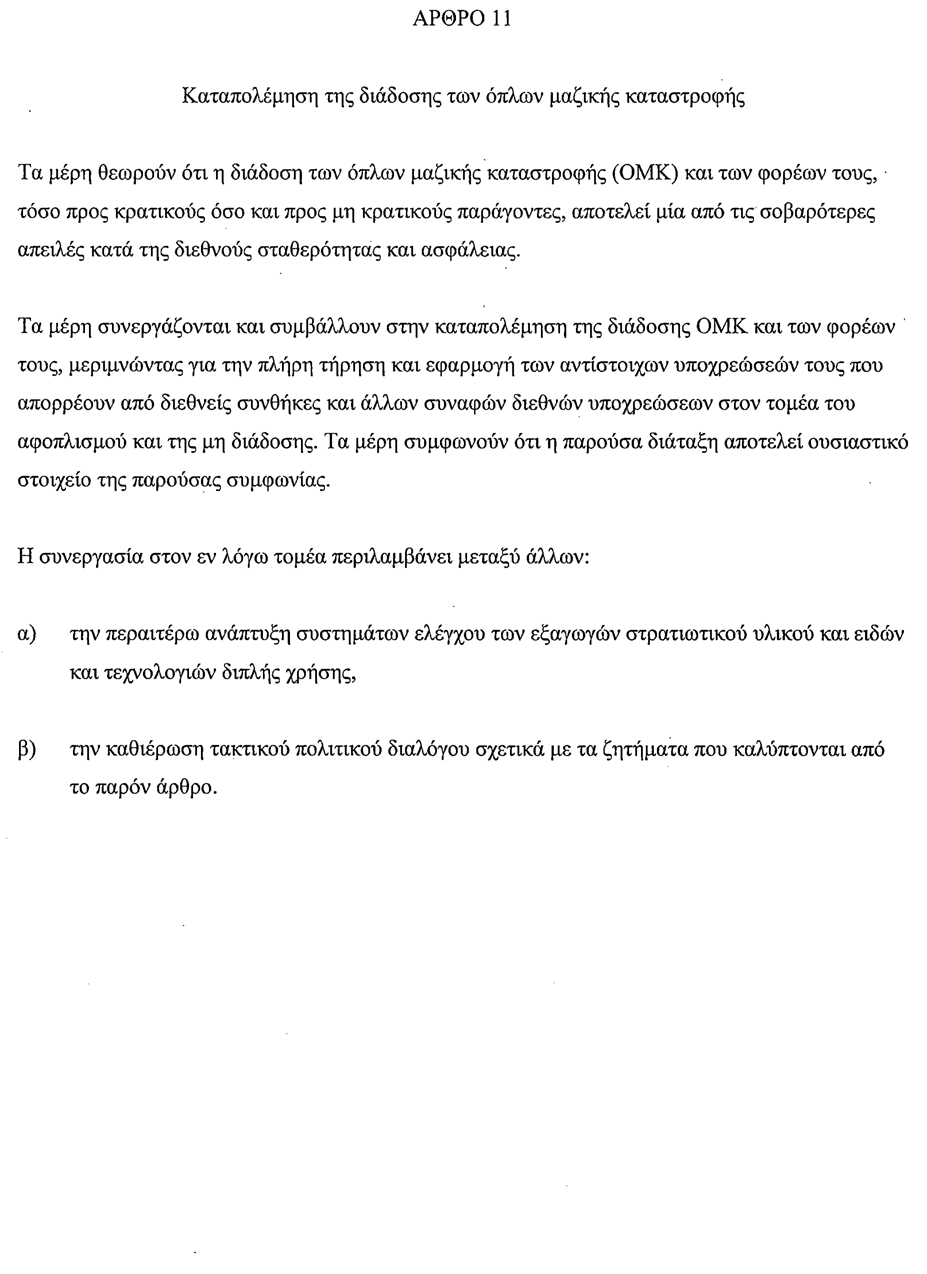 ΑΡΘΡΟ 11
Καταπολέμηση της διάδοσης των όπλων μαζικής καταστροφής
Τα μέρη θεωρούν ότι η διάδοση των όπλων μαζικής καταστροφής (ΟΜΚ) και των φορέων τους,
τόσο προς κρατικούς όσο και προς μη κρατικούς παράγοντες, αποτελεί μία από τις σοβαρότερες
απειλές κατά της διεθνούς σταθερότητας και ασφάλειας.
Τα μέρη συνεργάζονται και συμβάλλουν στην καταπολέμηση της διάδοσης ΟΜΚ και των φορέων
τους, μεριμνώντας για την πλήρη τήρηση και εφαρμογή των αντίστοιχων υποχρεώσεών τους που
απορρέουν από διεθνείς συνθήκες και άλλων συναφών διεθνών υποχρεώσεων στον τομέα του
αφοπλισμού και της μη διάδοσης. Τα μέρη συμφωνούν ότι η παρούσα διάταξη αποτελεί ουσιαστικό
στοιχείο της παρούσας συμφωνίας.
Η συνεργασία στον εν λόγω τομέα περιλαμβάνει μεταξύ άλλων:
α) την περαιτέρω ανάπτυξη συστημάτων ελέγχου των εξαγωγών στρατιωτικού υλικού και ειδών
και τεχνολογιών διπλής χρήσης,
β) την καθιέρωση τακτικού πολιτικού διαλόγου σχετικά με τα ζητήματα που καλύπτονται από
το παρόν άρθρο.